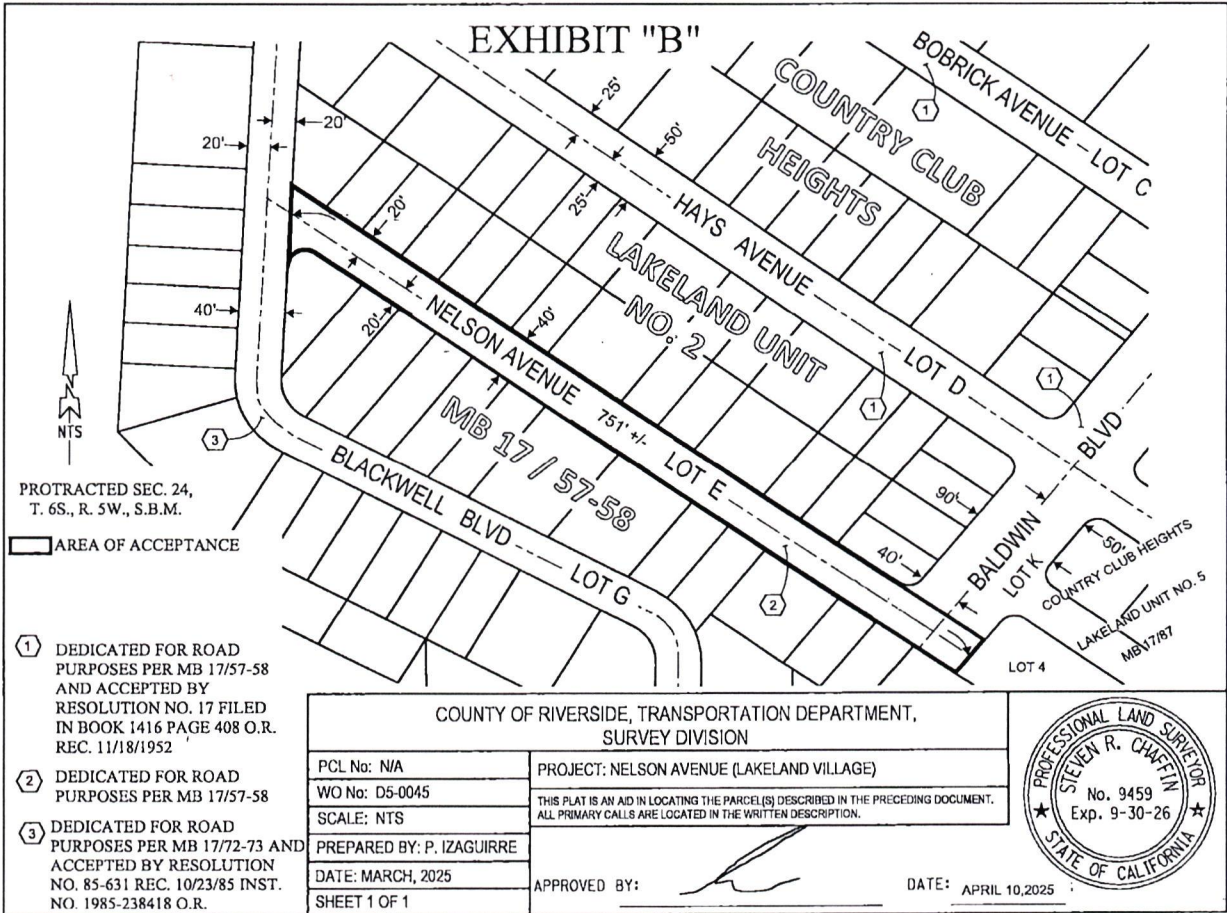 EXHIBIT "B"
BOBRICK AVENUE - LOT C
1
COUNTRY CLUB
HEIGHTS
25'
50'
20'
20'
HAYS AVENUE
LOT D
25'
20'
LAKELAND UNIT
NO. 2
1
1
BLVD
40'
20'
40'
NELSON AVENUE
751' +/-
LOT E
MB 17 / 57-58
3
BLACKWELL BLVD
LOT G
2
90'
40'
BALDWIN
LOT K
50'
COUNTRY CLUB HEIGHTS
LAKELAND UNIT NO. 5
MB 17/87
LOT 4
NTS
PROTRACTED SEC. 24,
T. 6S., R. 5W., S.B.M.
AREA OF ACCEPTANCE
1 DEDICATED FOR ROAD
PURPOSES PER MB 17/57-58
AND ACCEPTED BY
RESOLUTION NO. 17 FILED
IN BOOK 1416 PAGE 408 O.R.
REC. 11/18/1952
2 DEDICATED FOR ROAD
PURPOSES PER MB 17/57-58
3 DEDICATED FOR ROAD
PURPOSES PER MB 17/72-73 AND
ACCEPTED BY RESOLUTION
NO. 85-631 REC. 10/23/85 INST.
NO. 1985-238418 O.R.
COUNTY OF RIVERSIDE, TRANSPORTATION DEPARTMENT,
SURVEY DIVISION
PCL No: N/A
WO No: D5-0045
SCALE: NTS
PREPARED BY: P. IZAGUIRRE
DATE: MARCH, 2025
SHEET 1 OF 1
PROJECT: NELSON AVENUE (LAKELAND VILLAGE)
THIS PLAT IS AN AID IN LOCATING THE PARCEL(S) DESCRIBED IN THE PRECEDING DOCUMENT.
ALL PRIMARY CALLS ARE LOCATED IN THE WRITTEN DESCRIPTION.
APPROVED BY:
DATE: APRIL 10,2025
PROFESSIONAL LAND SURVEYOR
STEVEN R. CHAFFIN
No. 9459
Exp. 9-30-26
STATE OF CALIFORNIA